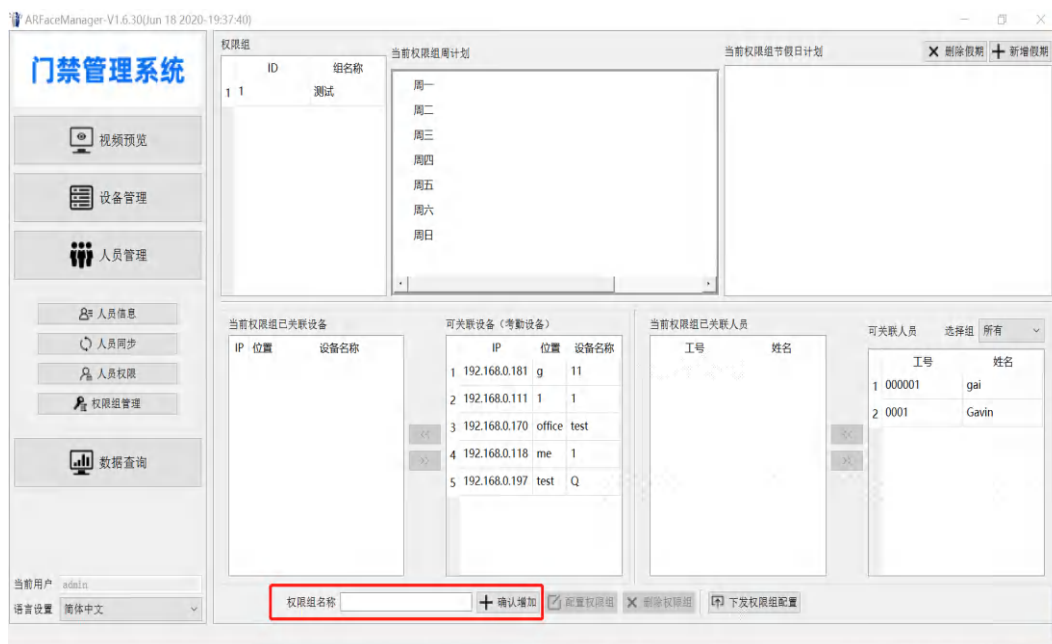 ARFaceManager-V1.6.30(Jun 18 2020-19:37:40)
门禁管理系统
视频预览
设备管理
人员管理
人员信息
人员同步
人员权限
权限组管理
数据查询
当前用户 admin
语言设置 简体中文
权限组
ID 组名称
1 1 测试
当前权限组周计划
周一
周二
周三
周四
周五
周六
周日
当前权限组节假日计划 删除假期 新增假期
当前权限组已关联设备
IP 位置 设备名称
可关联设备（考勤设备）
IP 位置 设备名称
1 192.168.0.181 g 11
2 192.168.0.111 1 1
3 192.168.0.170 office test
4 192.168.0.118 me 1
5 192.168.0.197 test Q
<< 
>>
当前权限组已关联人员
工号 姓名
<<
>>
可关联人员 选择组 所有
工号 姓名
1 000001 gai
2 0001 Gavin
权限组名称 确认增加 配置权限组 删除权限组 下发权限组配置